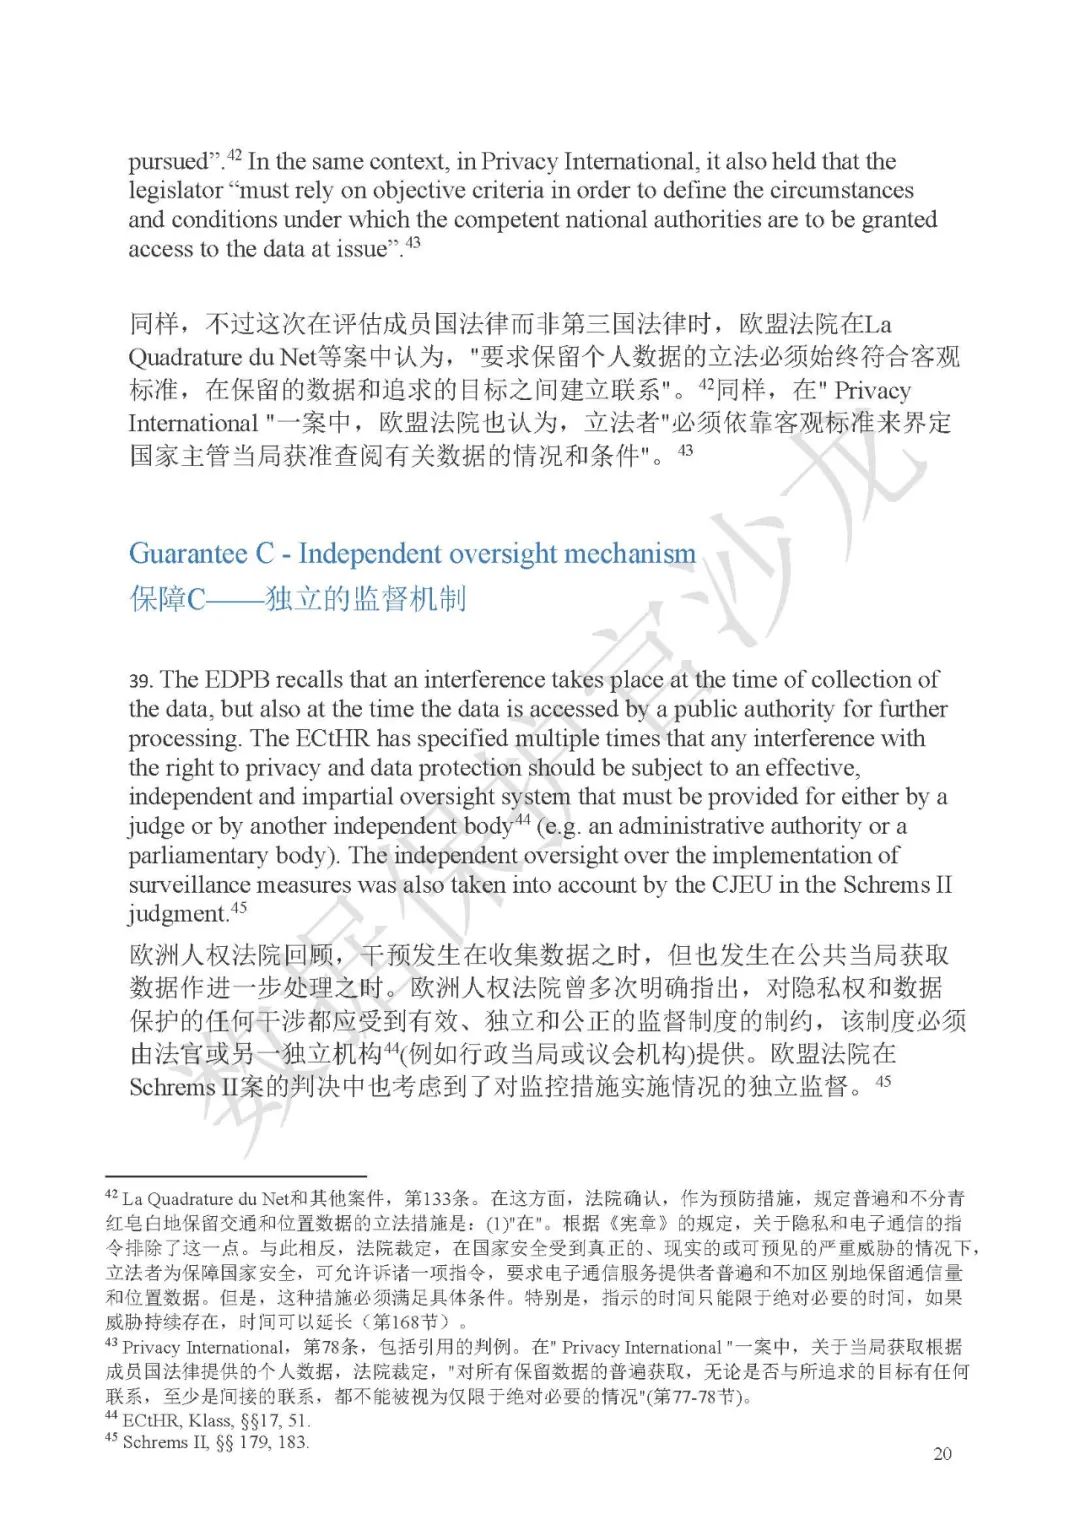 pursued”.42 In the same context, in Privacy International, it also held that the
legislator “must rely on objective criteria in order to define the circumstances
and conditions under which the competent national authorities are to be granted
access to the data at issue”.43
同样，不过这次在评估成员国法律而非第三国法律时，欧盟法院在La
Quadrature du Net等案中认为，"要求保留个人数据的立法必须始终符合客观
标准，在保留的数据和追求的目标之间建立联系"。42同样，在" Privacy
International "一案中，欧盟法院也认为，立法者"必须依靠客观标准来界定
国家主管当局获准查阅有关数据的情况和条件"。43
Guarantee C - Independent oversight mechanism
保障C——独立的监督机制
39. The EDPB recalls that an interference takes place at the time of collection of
the data, but also at the time the data is accessed by a public authority for further
processing. The ECtHR has specified multiple times that any interference with
the right to privacy and data protection should be subject to an effective,
independent and impartial oversight system that must be provided for either by a
judge or by another independent body44 (e.g. an administrative authority or a
parliamentary body). The independent oversight over the implementation of
surveillance measures was also taken into account by the CJEU in the Schrems II
judgment.45
欧洲人权法院回顾，干预发生在收集数据之时，但也发生在公共当局获取
数据作进一步处理之时。欧洲人权法院曾多次明确指出，对隐私权和数据
保护的任何干涉都应受到有效、独立和公正的监督制度的制约，该制度必须
由法官或另一独立机构44(例如行政当局或议会机构)提供。欧盟法院在
Schrems II案的判决中也考虑到了对监控措施实施情况的独立监督。45
数据保护官沙龙
42 La Quadrature du Net和其他案件，第133条。在这方面，法院确认，作为预防措施，规定普遍和不分青
红皂白地保留交通和位置数据的立法措施是：(1)"在"。根据《宪章》的规定，关于隐私和电子通信的指
令排除了这一点。与此相反，法院裁定，在国家安全受到真正的、现实的或可预见的严重威胁的情况下，
立法者为保障国家安全，可允许诉诸一项指令，要求电子通信服务提供者普遍和不加区别地保留通信量
和位置数据。但是，这种措施必须满足具体条件。特别是，指示的时间只能限于绝对必要的时间，如果
威胁持续存在，时间可以延长（第168节）。
43 Privacy International，第78条，包括引用的判例。在" Privacy International "一案中，关于当局获取根据
成员国法律提供的个人数据，法院裁定，"对所有保留数据的普遍获取，无论是否与所追求的目标有任何
联系，至少是间接的联系，都不能被视为仅限于绝对必要的情况"(第77-78节)。
44 ECtHR, Klass, §§17, 51.
45 Schrems II, §§ 179, 183.
20